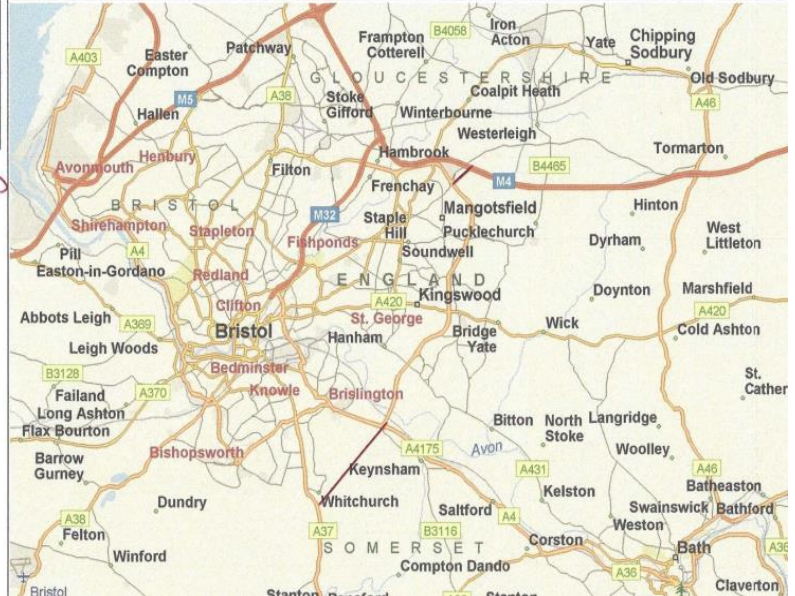 Iron
Acton
Frampton
Cotterell
B4058
Yate
Chipping
Sodbury
A403
Easter
Compton
Patchway
GLOUCESTERSHIRE
Old Sodbury
M5
A38
Stoke
Gifford
Coalpit Heath
A46
Hallen
Winterbourne
Westerleigh
Tormarton
Henbury
Hambrook
Avonmouth
Filton
B4465
Frenchay
M4
BRISTOL
M32
Staple
Hill
Mangotsfield
Hinton
Shirehampton
Stapleton
Pucklechurch
West
Littleton
A4
Fishponds
Dyrham
Pill
Soundwell
Easton-in-Gordano
Redland
ENGLAND
Doynton
Marshfield
Clifton
A420
Kingswood
A420
Abbots Leigh
A369
Bristol
St. George
Wick
Cold Ashton
Hanham
Bridge
Yate
Leigh Woods
B3128
Bedminster
St.
Cather
Failand
A370
Knowle
Brislington
Long Ashton
Bitton
North
Stoke
Langridge
Flax Bourton
Avon
Bishopsworth
A4175
Woolley
Barrow
Gurney
Keynsham
A431
A46
Batheaston
Dundry
Whitchurch
Kelston
Swainswick
Bathford
A38
Saltford
A4
Weston
Felton
A37
B3116
Corston
Bath
A36
Winford
SOMERSET
Compton Dando
A36
Claverton
Bristol
Stanton